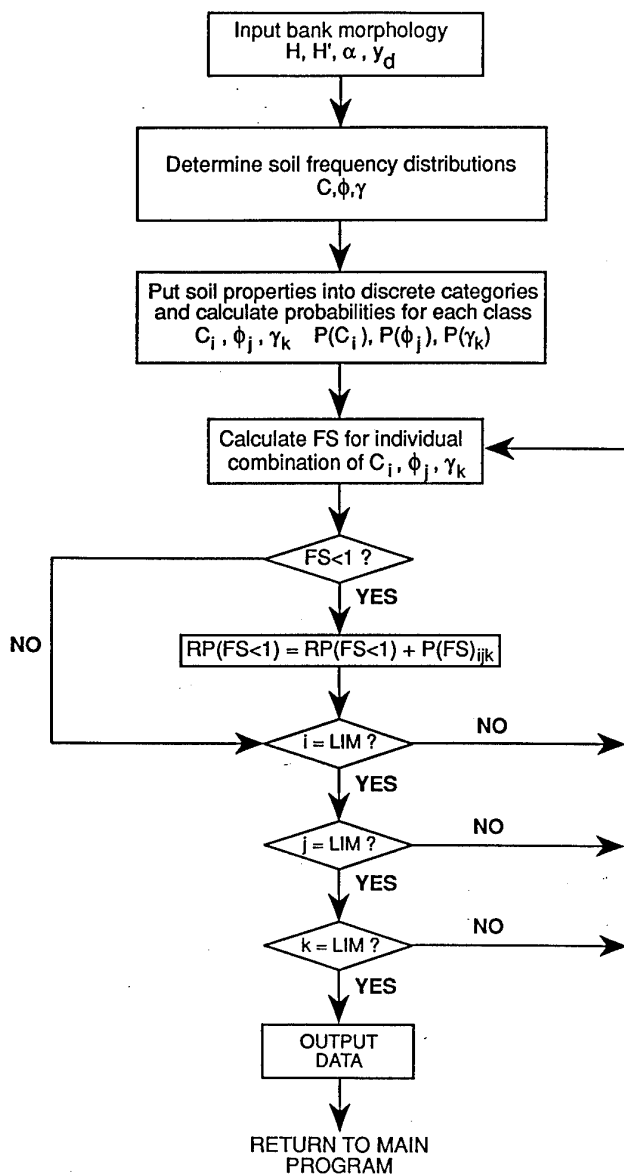 Input bank morphology
H, H', α, y_d
Determine soil frequency distributions
C,ϕ,γ
Put soil properties into discrete categories
and calculate probabilities for each class
C_i, ϕ_j, γ_k P(C_i), P(ϕ_j), P(γ_k)
Calculate FS for individual
combination of C_i, ϕ_j, γ_k
FS<1 ?
YES
NO
RP(FS<1) = RP(FS<1) + P(FS)_ijk
i = LIM ?
NO
YES
j = LIM ?
NO
YES
k = LIM ?
NO
YES
OUTPUT
DATA
RETURN TO MAIN
PROGRAM